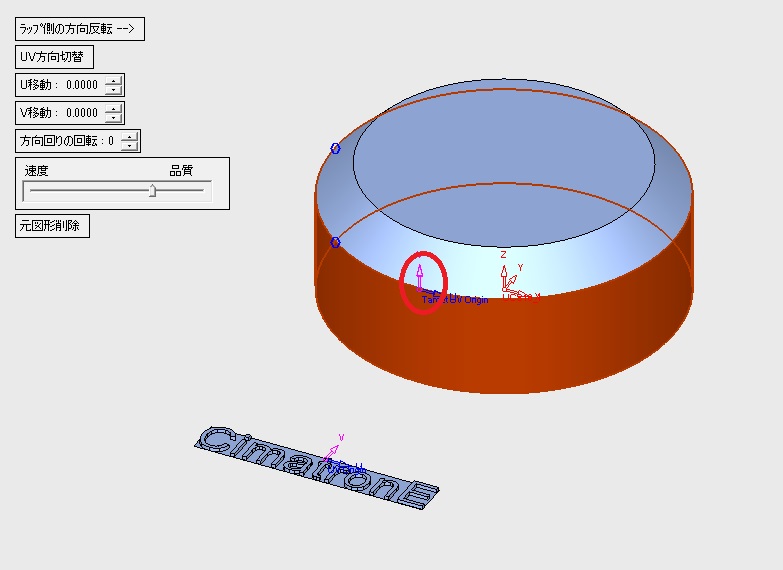 ﾗｯﾌﾟ側の方向反転 -->
UV方向切替
U移動： 0.0000
V移動： 0.0000
方向回りの回転： 0
速度 品質
元図形削除
Z
Y
X
Target UV Origin
V
CimatronE